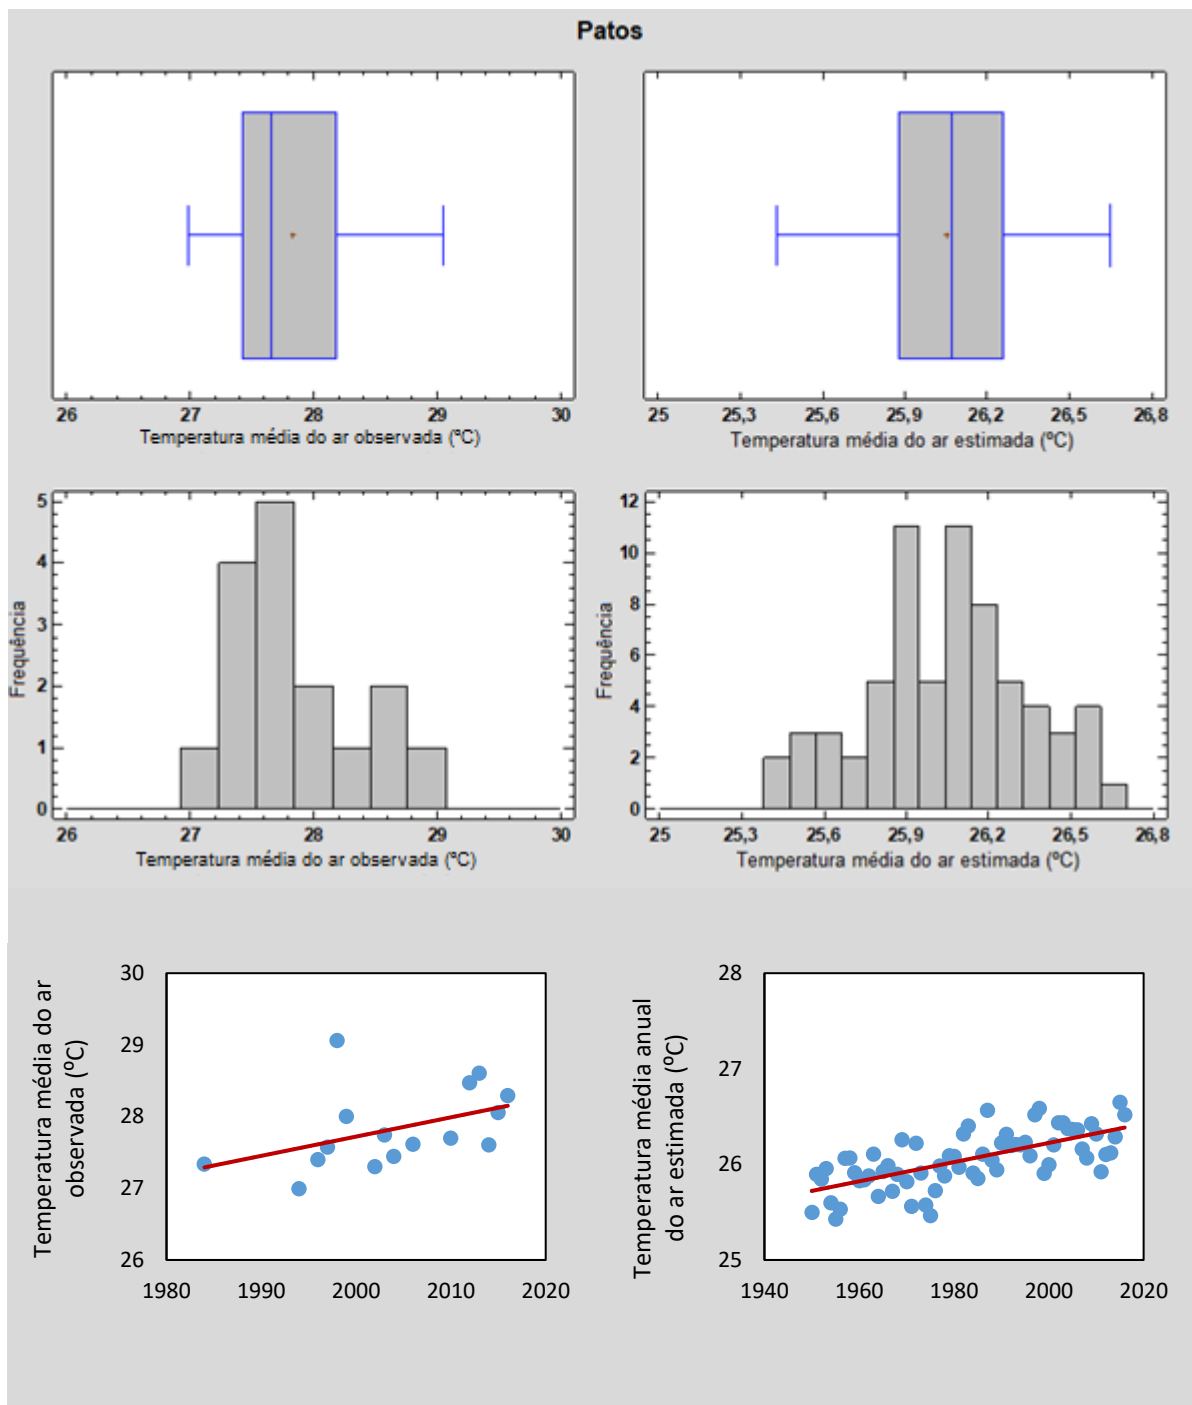 Patos
26 27 28 29 30
Temperatura média do ar observada (ºC)
25 25,3 25,6 25,9 26,2 26,5 26,8
Temperatura média do ar estimada (ºC)
5
4
3
2
1
0
Frequência
26 27 28 29 30
Temperatura média do ar observada (ºC)
12
10
8
6
4
2
0
Frequência
25 25,3 25,6 25,9 26,2 26,5 26,8
Temperatura média do ar estimada (ºC)
Temperatura média do ar
observada (ºC)
30
29
28
27
26
1980 1990 2000 2010 2020
Temperatura média anual
do ar estimada (ºC)
28
27
26
25
1940 1960 1980 2000 2020